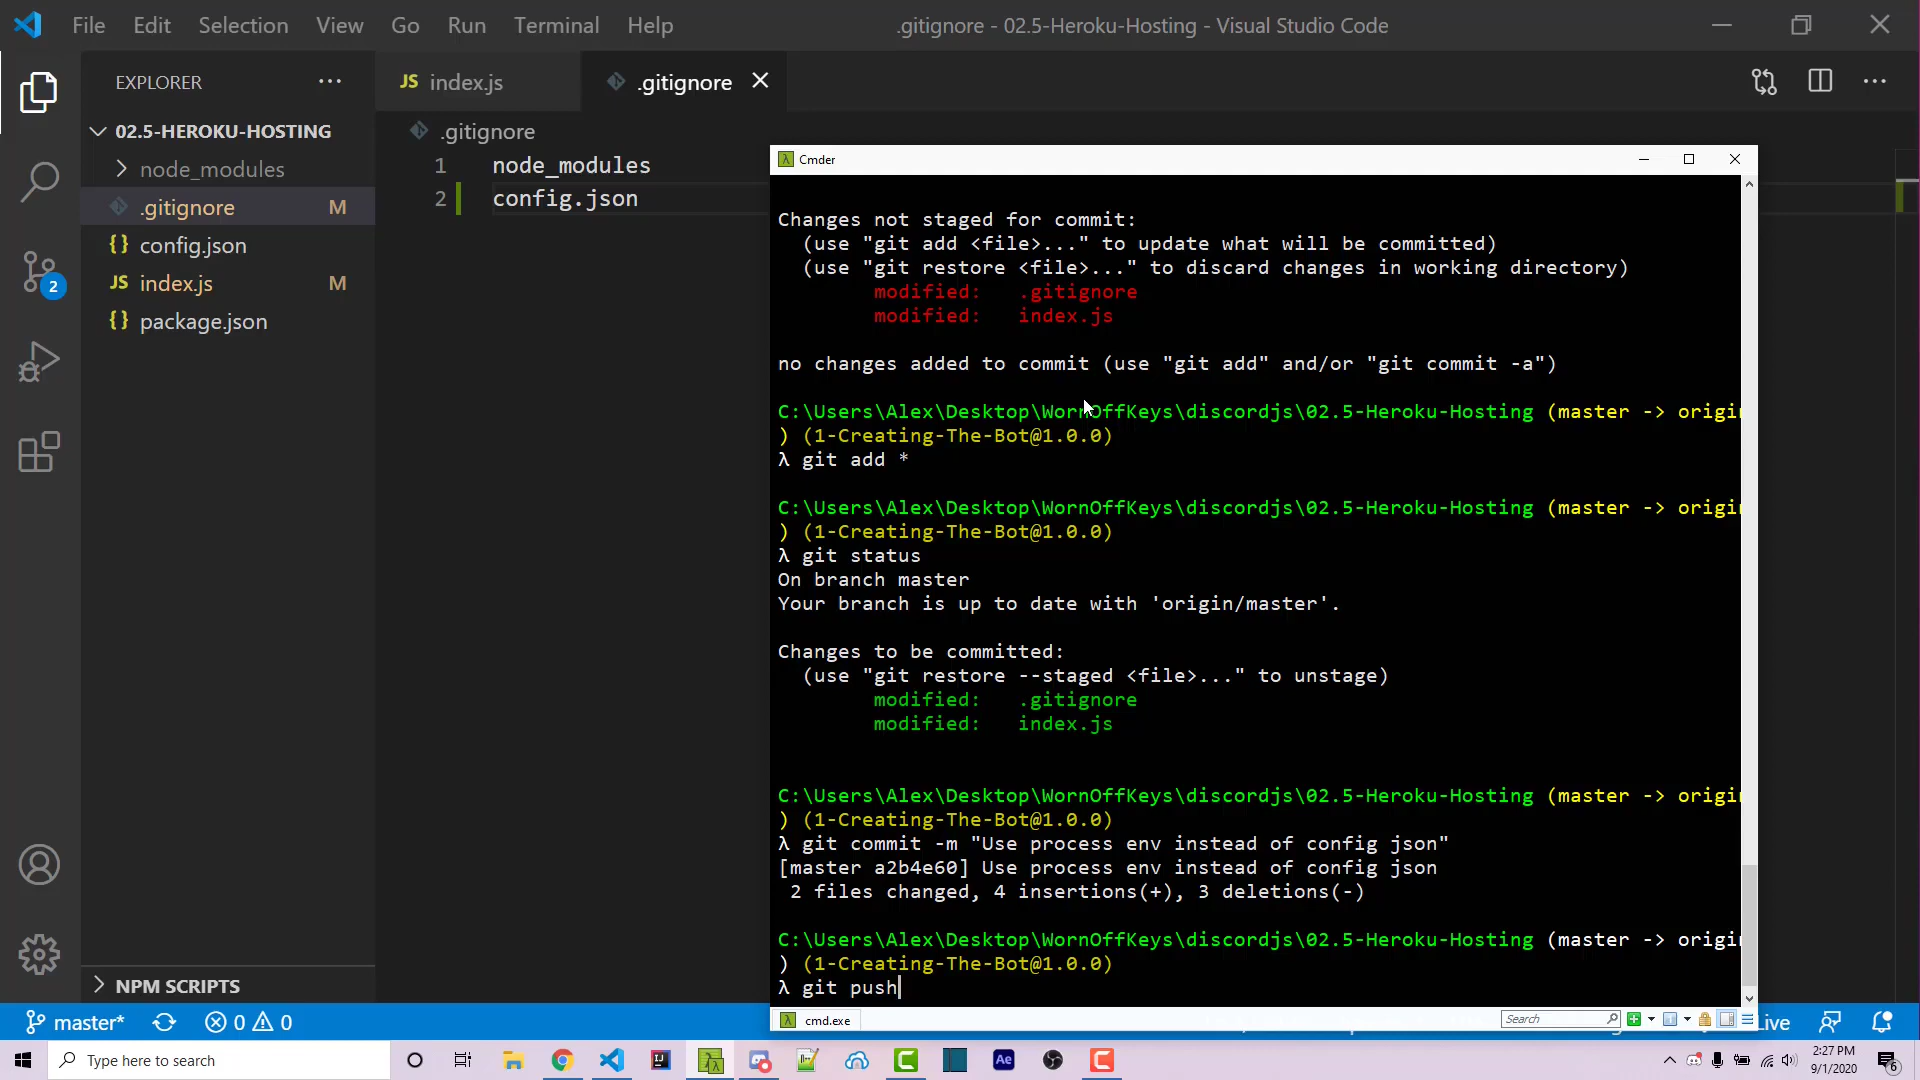 File Edit Selection View Go Run Terminal Help
.gitignore - 02.5-Heroku-Hosting - Visual Studio Code
EXPLORER
JS index.js
.gitignore
02.5-HEROKU-HOSTING
node_modules
.gitignore M
{} config.json
JS index.js M
{} package.json
2
NPM SCRIPTS
.gitignore
1 node_modules
2 config.json
λ Cmder
Changes not staged for commit:
(use "git add <file>..." to update what will be committed)
(use "git restore <file>..." to discard changes in working directory)
modified: .gitignore
modified: index.js
no changes added to commit (use "git add" and/or "git commit -a")
C:\Users\Alex\Desktop\WornOffKeys\discordjs\02.5-Heroku-Hosting (master -> origin
) (1-Creating-The-Bot@1.0.0)
λ git add *
C:\Users\Alex\Desktop\WornOffKeys\discordjs\02.5-Heroku-Hosting (master -> origin
) (1-Creating-The-Bot@1.0.0)
λ git status
On branch master
Your branch is up to date with 'origin/master'.
Changes to be committed:
(use "git restore --staged <file>..." to unstage)
modified: .gitignore
modified: index.js
C:\Users\Alex\Desktop\WornOffKeys\discordjs\02.5-Heroku-Hosting (master -> origin
) (1-Creating-The-Bot@1.0.0)
λ git commit -m "Use process env instead of config json"
[master a2b4e60] Use process env instead of config json
2 files changed, 4 insertions(+), 3 deletions(-)
C:\Users\Alex\Desktop\WornOffKeys\discordjs\02.5-Heroku-Hosting (master -> origin
) (1-Creating-The-Bot@1.0.0)
λ git push
λ cmd.exe
Search
master* 0 0
Live
Type here to search
Ae
2:27 PM
9/1/2020
6